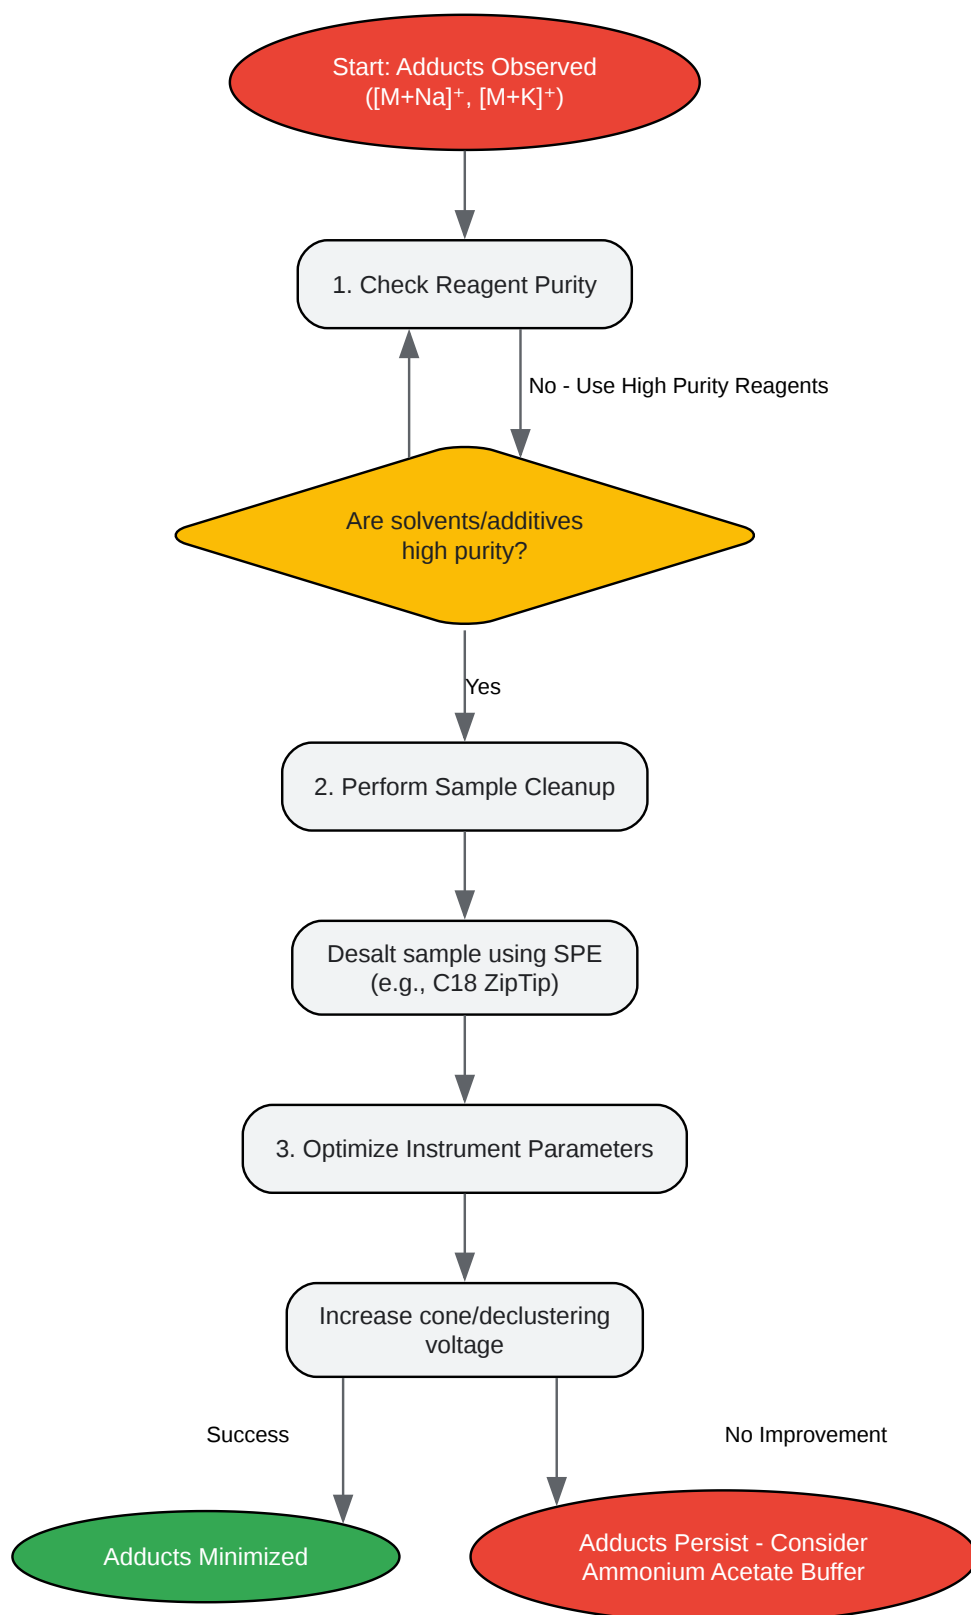 Start: Adducts Observed
([M+Na]⁺, [M+K]⁺)
1. Check Reagent Purity
No - Use High Purity Reagents
Are solvents/additives
high purity?
Yes
2. Perform Sample Cleanup
Desalt sample using SPE
(e.g., C18 ZipTip)
3. Optimize Instrument Parameters
Increase cone/declustering
voltage
Success
No Improvement
Adducts Minimized
Adducts Persist - Consider
Ammonium Acetate Buffer